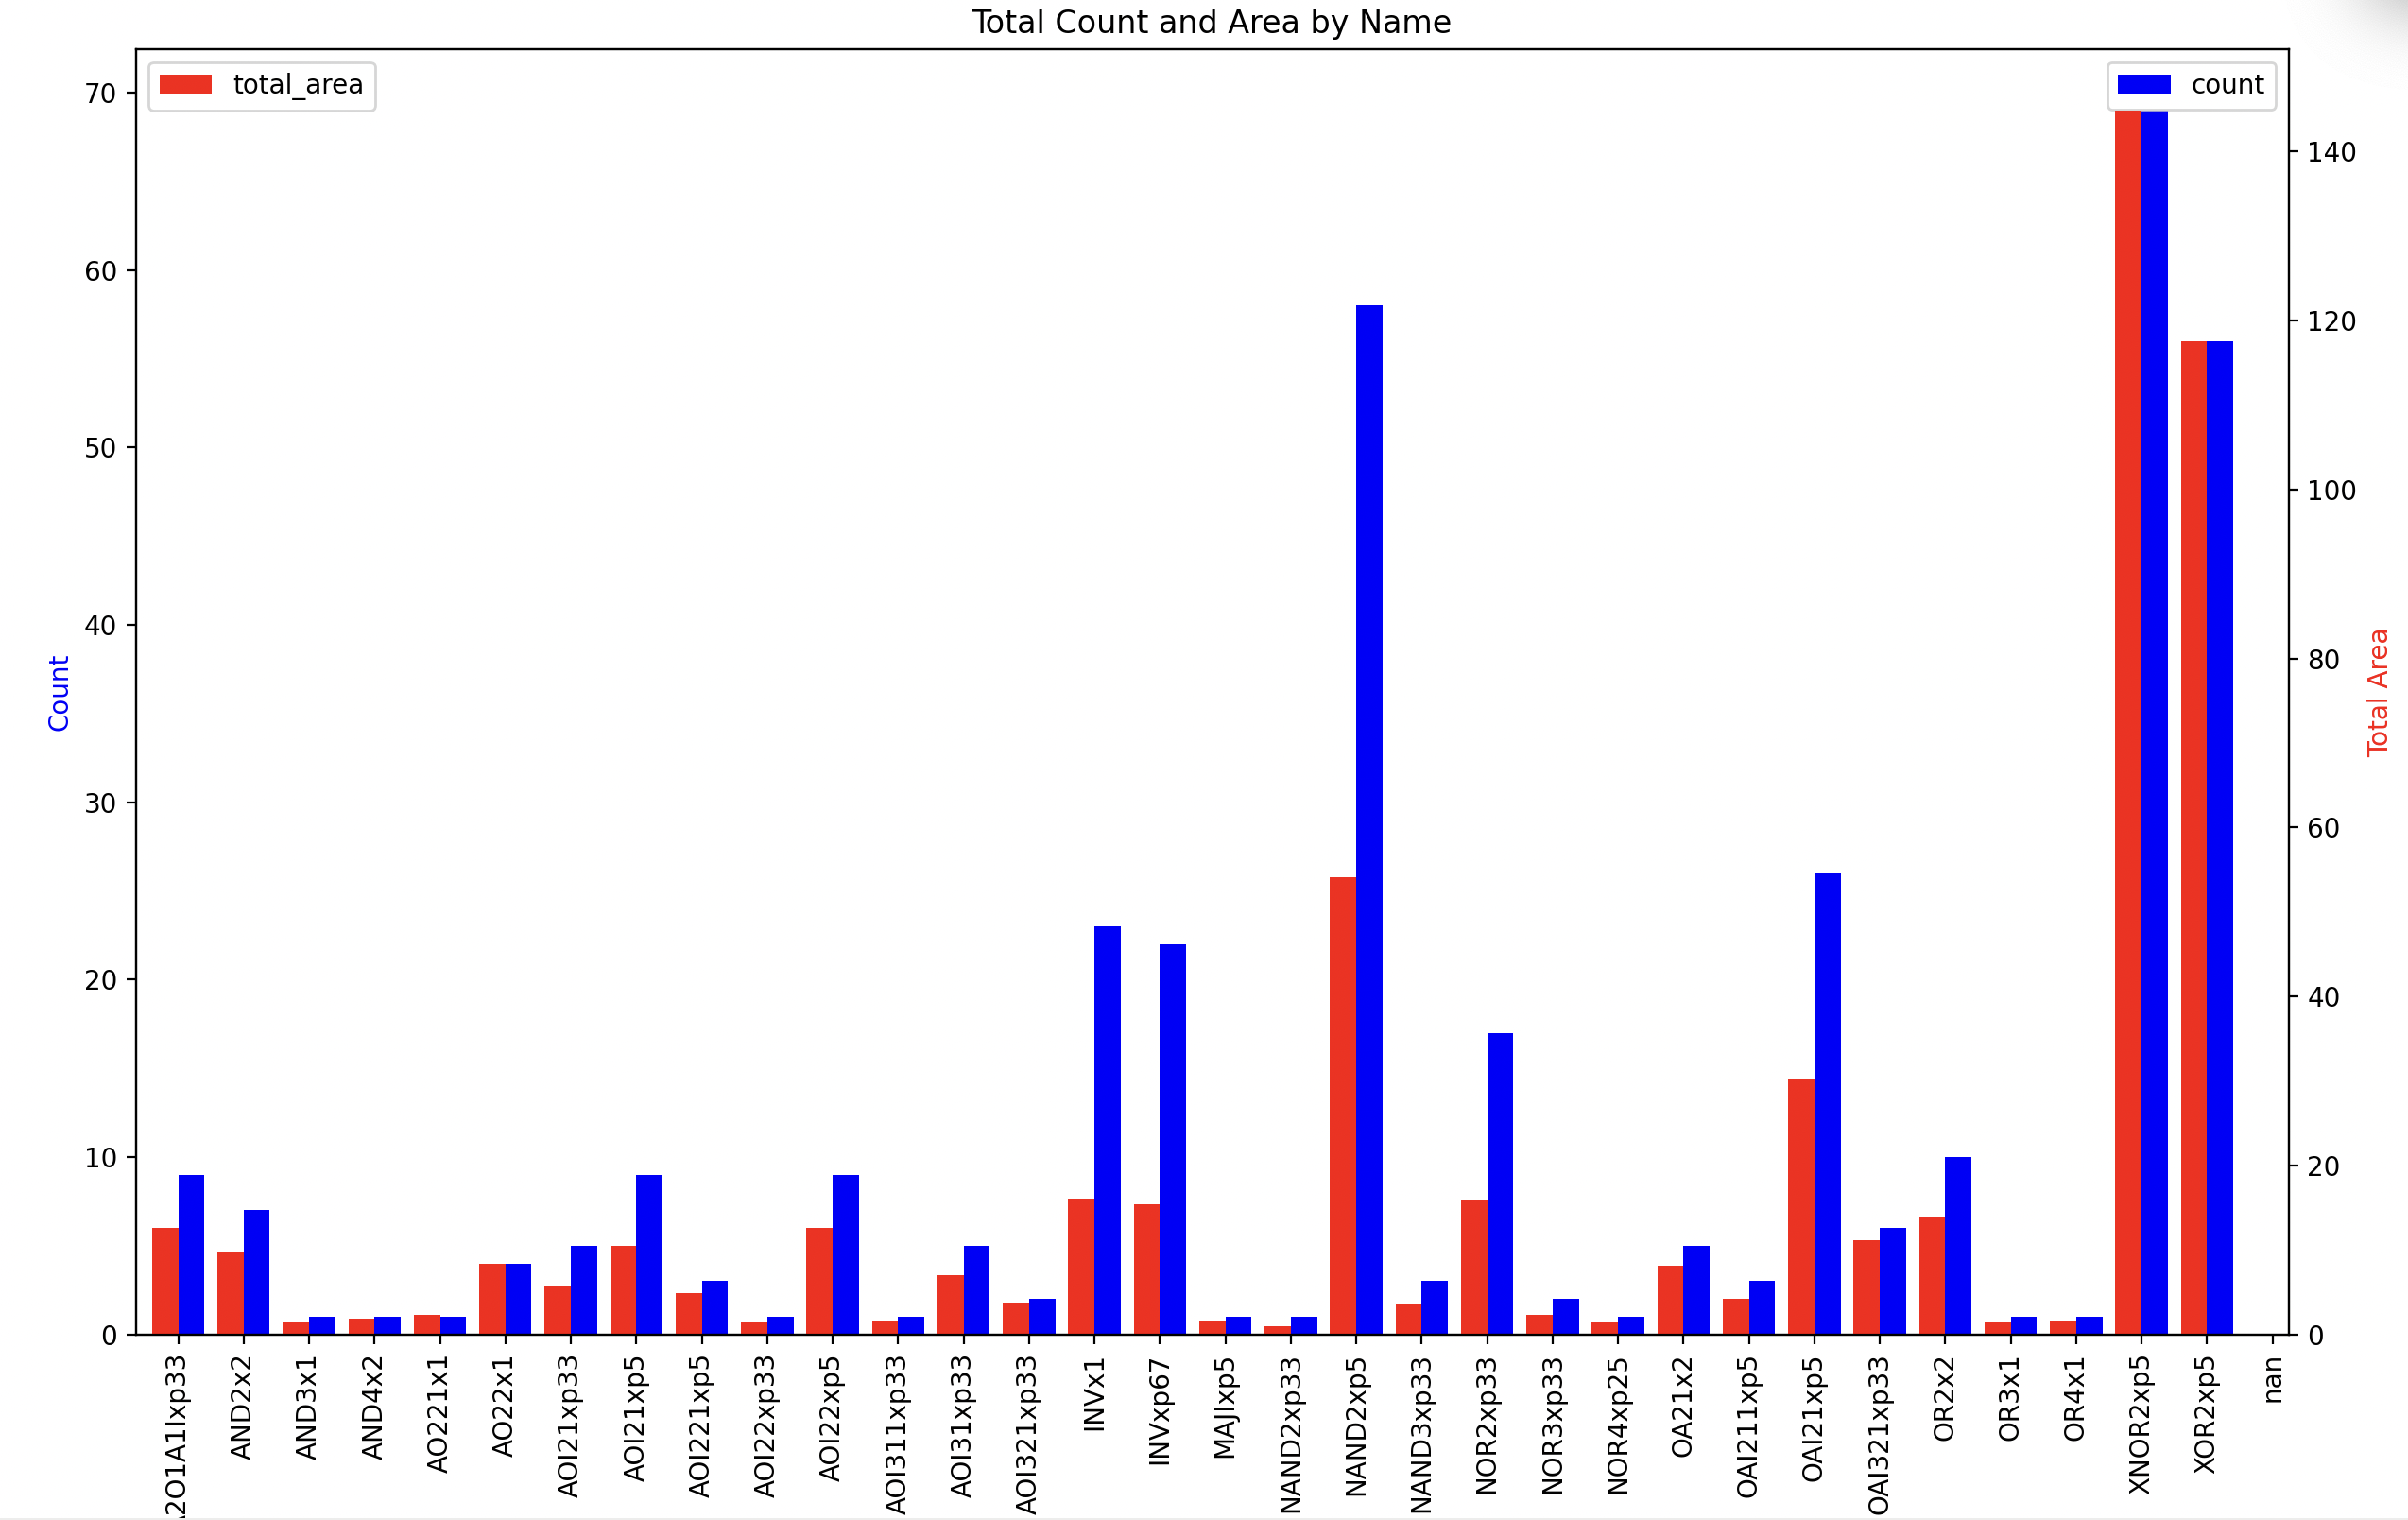 Total Count and Area by Name
total_area
count
70
60
50
40
30
20
10
0
Count
140
120
100
80
60
40
20
0
Total Area
2O1A1Ixp33
AND2x2
AND3x1
AND4x2
AO221x1
AO22x1
AOI21xp33
AOI21xp5
AOI221xp5
AOI22xp33
AOI22xp5
AOI311xp33
AOI31xp33
AOI321xp33
INVx1
INVxp67
MAJIxp5
NAND2xp33
NAND2xp5
NAND3xp33
NOR2xp33
NOR3xp33
NOR4xp25
OA21x2
OAI211xp5
OAI21xp5
OAI321xp33
OR2x2
OR3x1
OR4x1
XNOR2xp5
XOR2xp5
nan